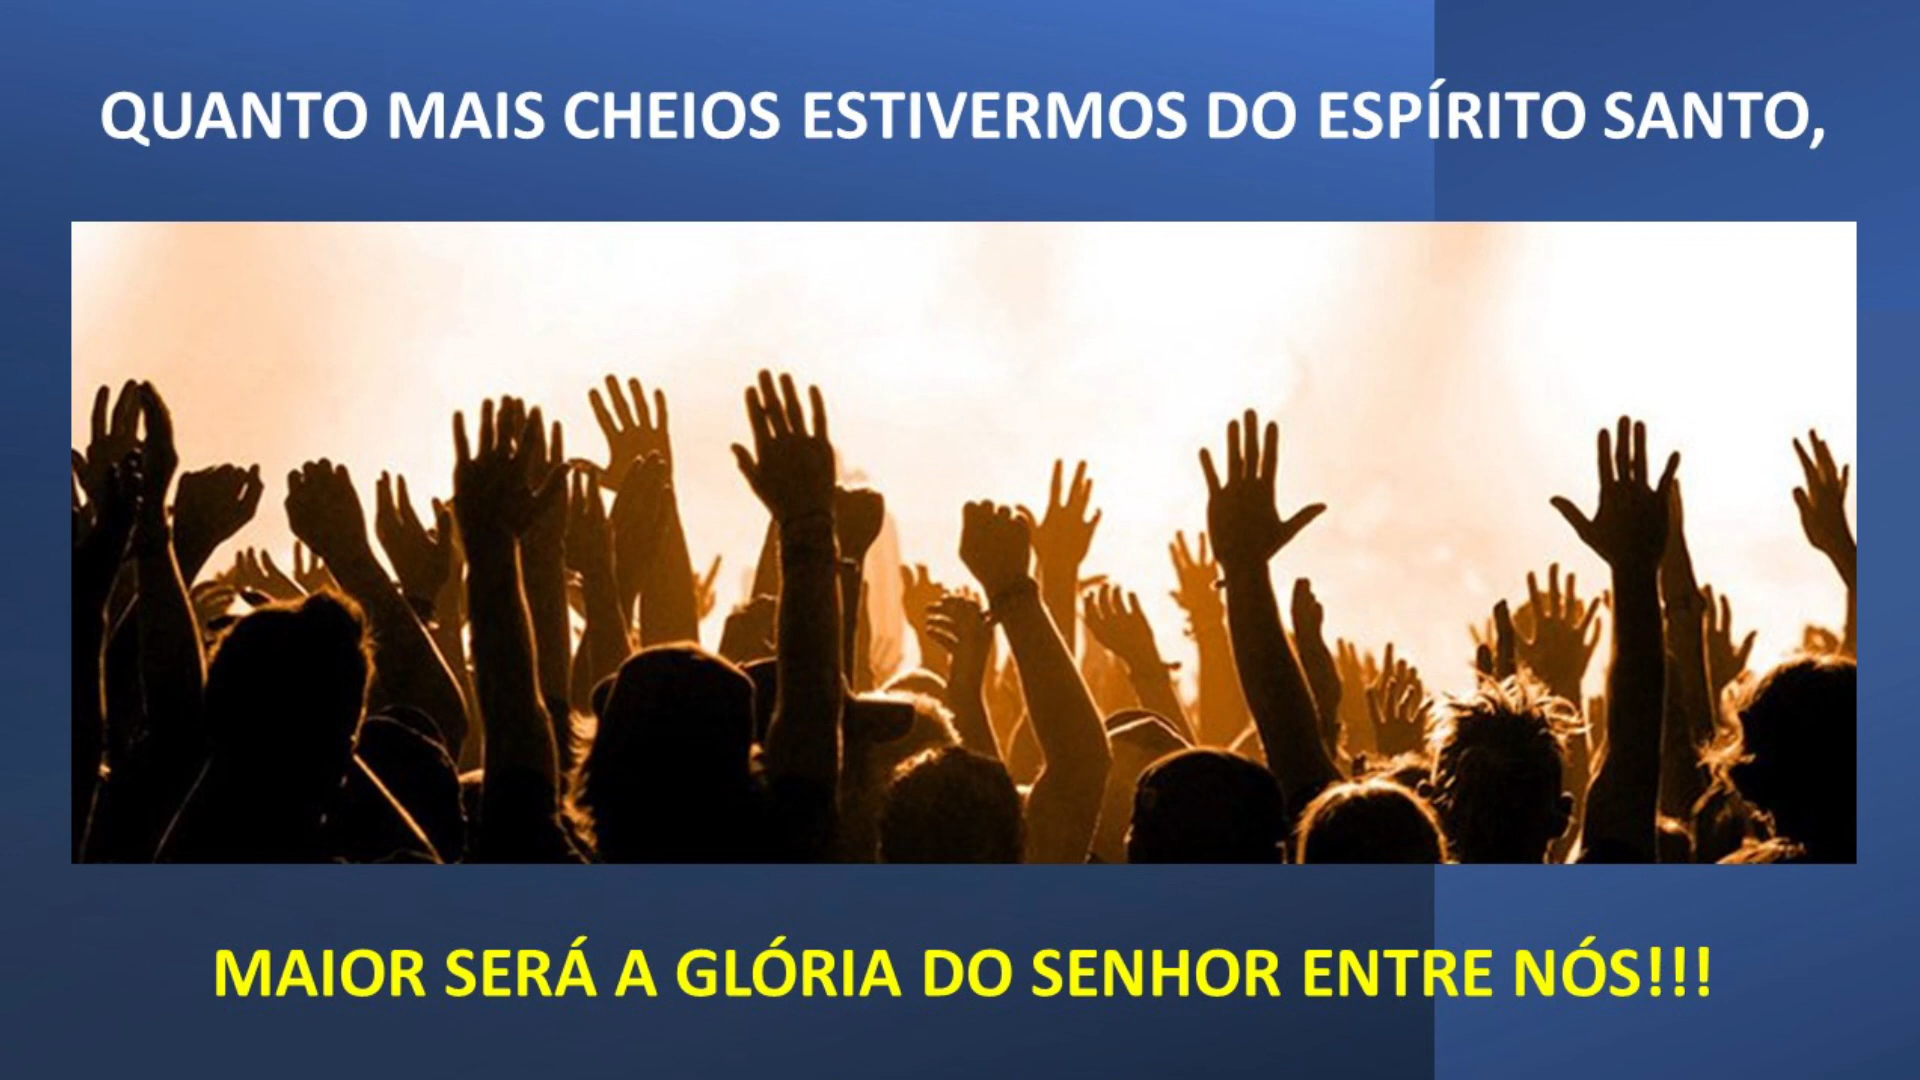 QUANTO MAIS CHEIOS ESTIVERMOS DO ESPÍRITO SANTO,
MAIOR SERÁ A GLÓRIA DO SENHOR ENTRE NÓS!!!